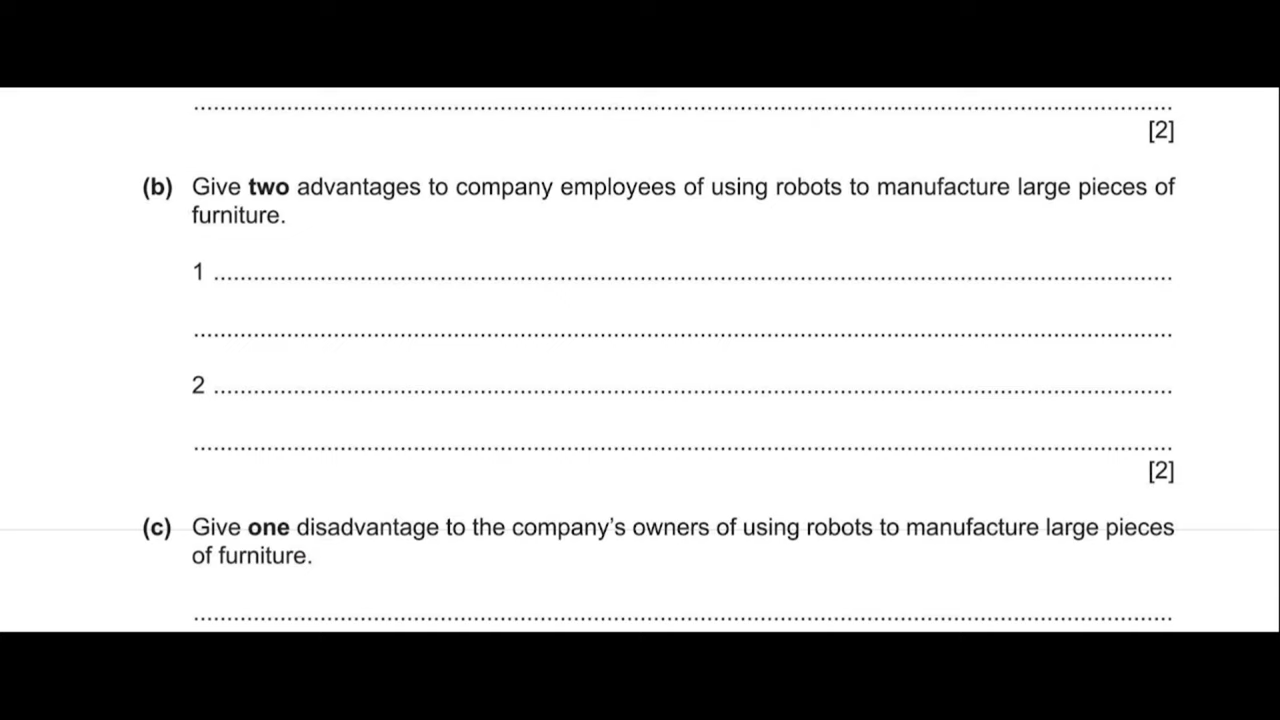 [2]
(b) Give two advantages to company employees of using robots to manufacture large pieces of
furniture.
1 ........................................................................
........................................................................
2 ........................................................................
........................................................................
[2]
(c) Give one disadvantage to the company’s owners of using robots to manufacture large pieces
of furniture.